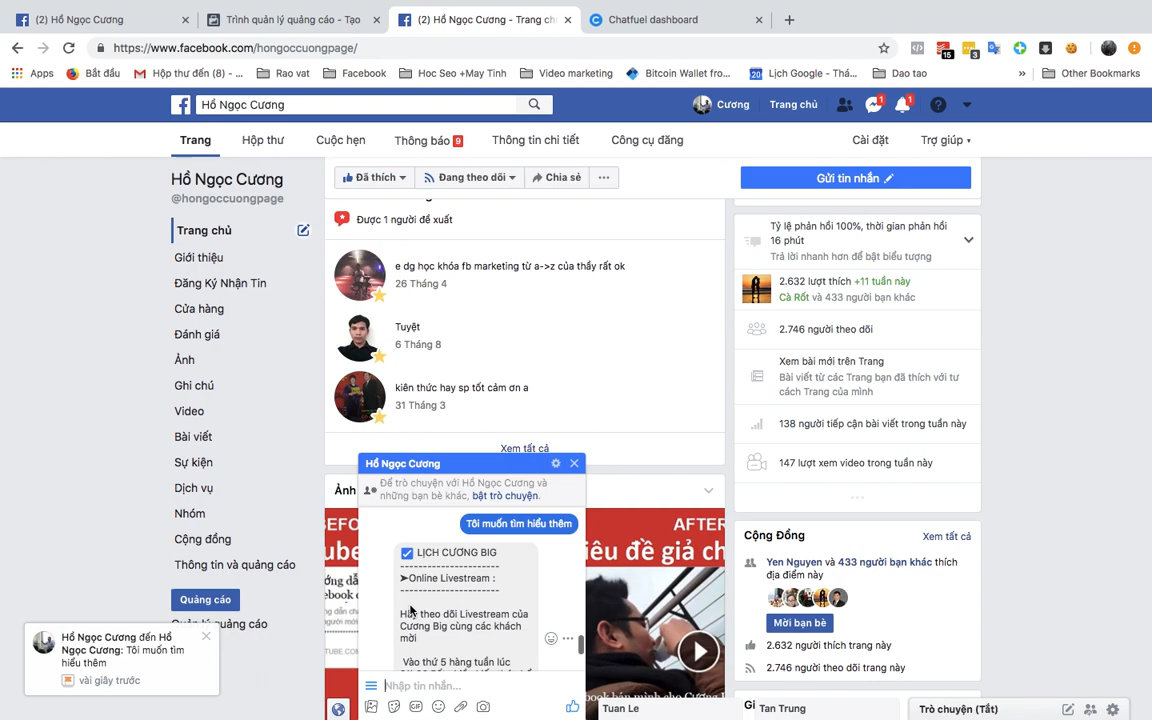 (2) Hồ Ngọc Cương
Trình quản lý quảng cáo - Tạo
(2) Hồ Ngọc Cương - Trang ch
Chatfuel dashboard
https://www.facebook.com/hongoccuongpage/
15
3
Apps
Bắt đầu
Hộp thư đến (8) - ...
Rao vat
Facebook
Hoc Seo +May Tinh
Video marketing
Bitcoin Wallet fro...
20
Lịch Google - Thá...
Dao tao
Other Bookmarks
Hồ Ngọc Cương
Cương
Trang chủ
1
1
Trang
Hộp thư
Cuộc hẹn
Thông báo 9
Thông tin chi tiết
Công cụ đăng
Cài đặt
Trợ giúp
Hồ Ngọc Cương
@hongoccuongpage
Trang chủ
Giới thiệu
Đăng Ký Nhận Tin
Cửa hàng
Đánh giá
Ảnh
Ghi chú
Video
Bài viết
Sự kiện
Dịch vụ
Nhóm
Cộng đồng
Thông tin và quảng cáo
Quảng cáo
Hồ Ngọc Cương đến Hồ
Ngọc Cương: Tôi muốn tìm
hiểu thêm
vài giây trước
Đã thích
Đang theo dõi
Chia sẻ
Gửi tin nhắn
Được 1 người đề xuất
e dg học khóa fb marketing từ a->z của thầy rất ok
26 Tháng 4
Tuyệt
6 Tháng 8
kiên thức hay sp tốt cảm ơn a
31 Tháng 3
Xem tất cả
Ảnh
Hồ Ngọc Cương
Để trò chuyện với Hồ Ngọc Cương và
những bạn bè khác, bật trò chuyện.
Tôi muốn tìm hiểu thêm
LỊCH CƯƠNG BIG
----------------------
➤Online Livestream :
----------------------
Hãy theo dõi Livestream của
Cương Big cùng các khách
mời
Vào thứ 5 hàng tuần lúc
Nhập tin nhắn...
AFTER
iêu đề giả ch
Tỷ lệ phản hồi 100%, thời gian phản hồi
16 phút
Trả lời nhanh hơn để bật biểu tượng
2.632 lượt thích +11 tuần này
Cà Rốt và 433 người bạn khác
2.746 người theo dõi
Xem bài mới trên Trang
Bài viết từ các Trang bạn đã thích với tư
cách Trang của mình
138 người tiếp cận bài viết trong tuần này
147 lượt xem video trong tuần này
Cộng Đồng
Xem tất cả
Yen Nguyen và 433 người bạn khác thích
địa điểm này
Mời bạn bè
2.632 người thích trang này
2.746 người theo dõi trang này
Tuan Le
Tan Trung
Trò chuyện (Tắt)